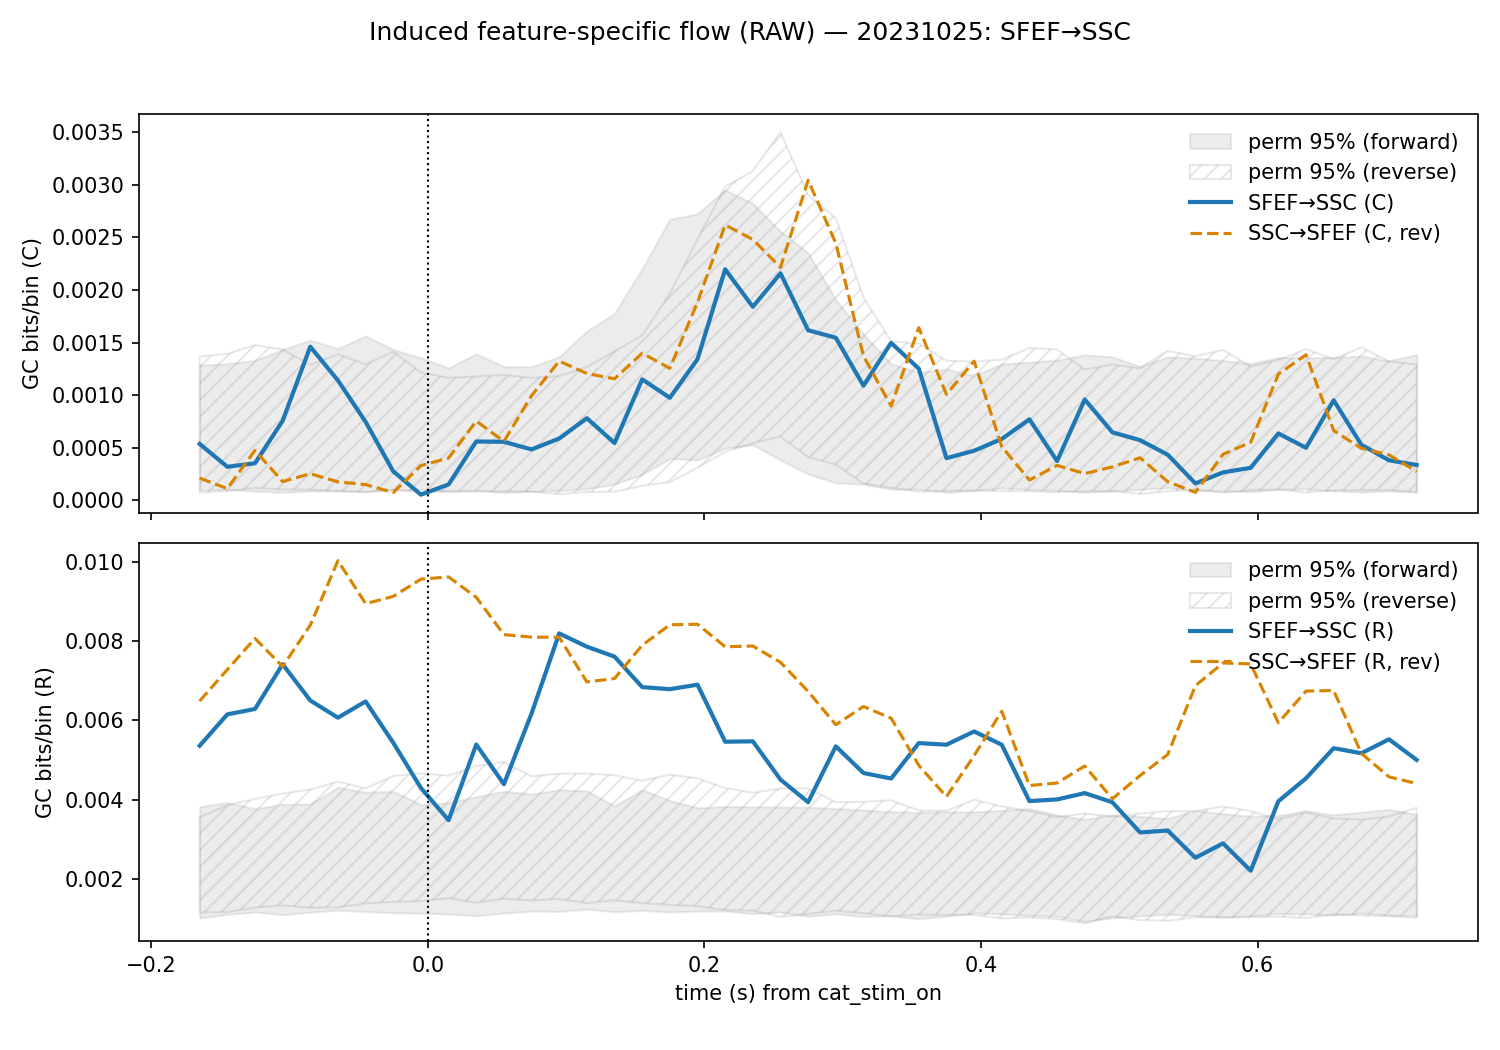 Induced feature-specific flow (RAW) — 20231025: SFEF→SSC
GC bits/bin (C)
0.0035
0.0030
0.0025
0.0020
0.0015
0.0010
0.0005
0.0000
perm 95% (forward)
perm 95% (reverse)
SFEF→SSC (C)
SSC→SFEF (C, rev)
GC bits/bin (R)
0.010
0.008
0.006
0.004
0.002
perm 95% (forward)
perm 95% (reverse)
SFEF→SSC (R)
SSC→SFEF (R, rev)
−0.2 0.0 0.2 0.4 0.6
time (s) from cat_stim_on